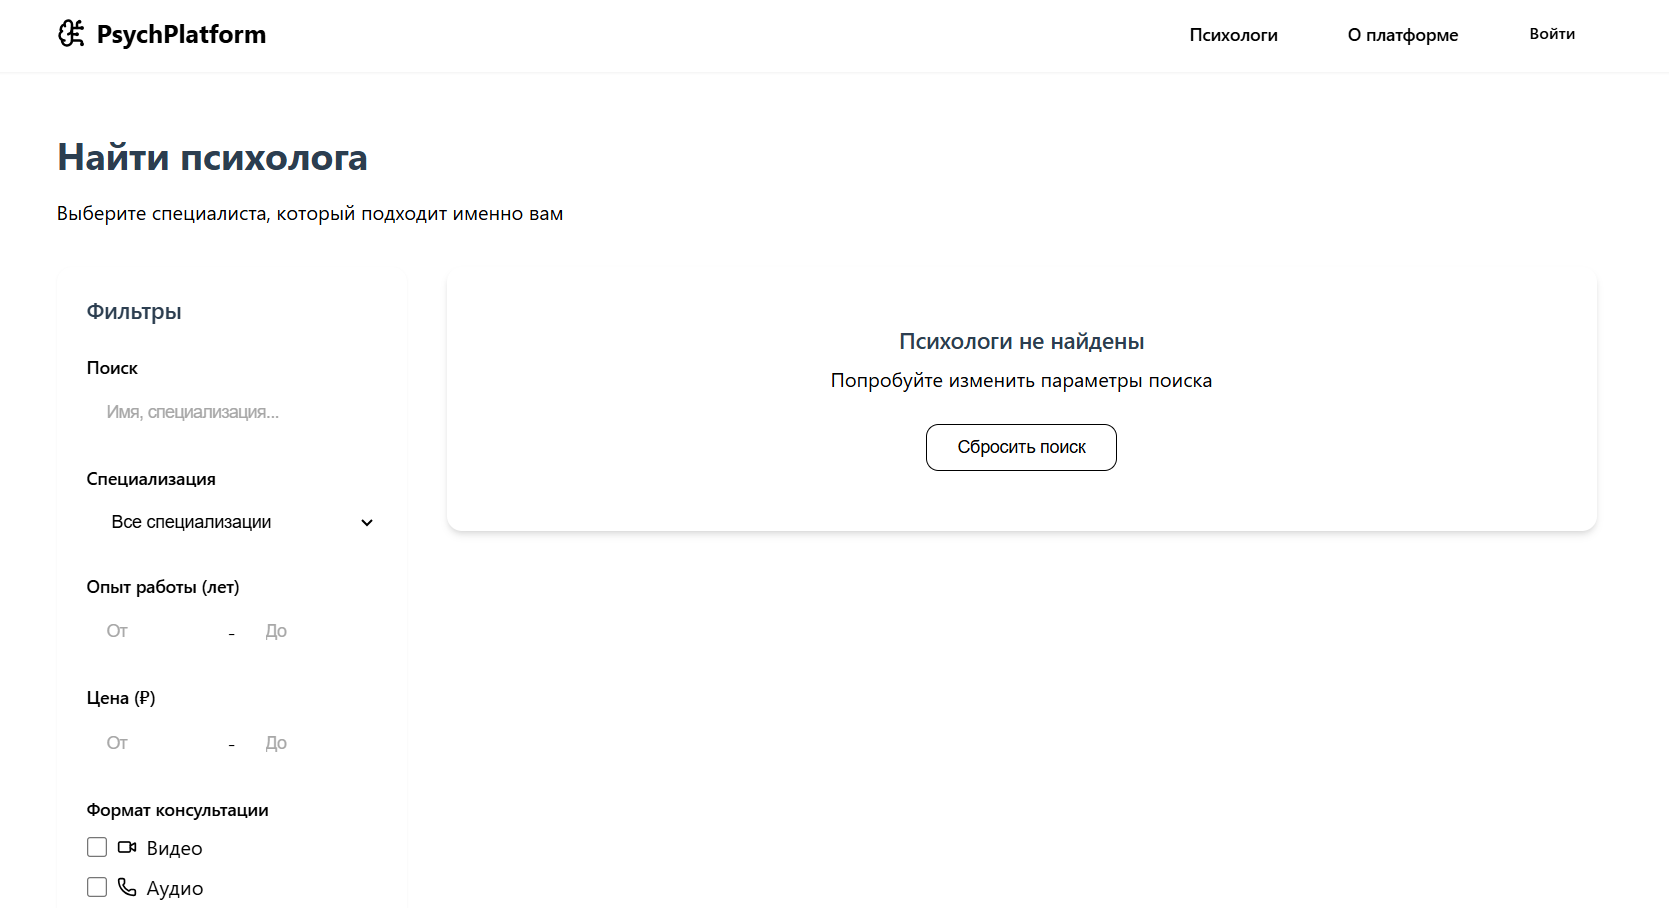 PsychPlatform
Психологи
О платформе
Войти
Найти психолога
Выберите специалиста, который подходит именно вам
Фильтры
Поиск
Имя, специализация...
Специализация
Все специализации
Опыт работы (лет)
От - До
Цена (₽)
От - До
Формат консультации
Видео
Аудио
Психологи не найдены
Попробуйте изменить параметры поиска
Сбросить поиск